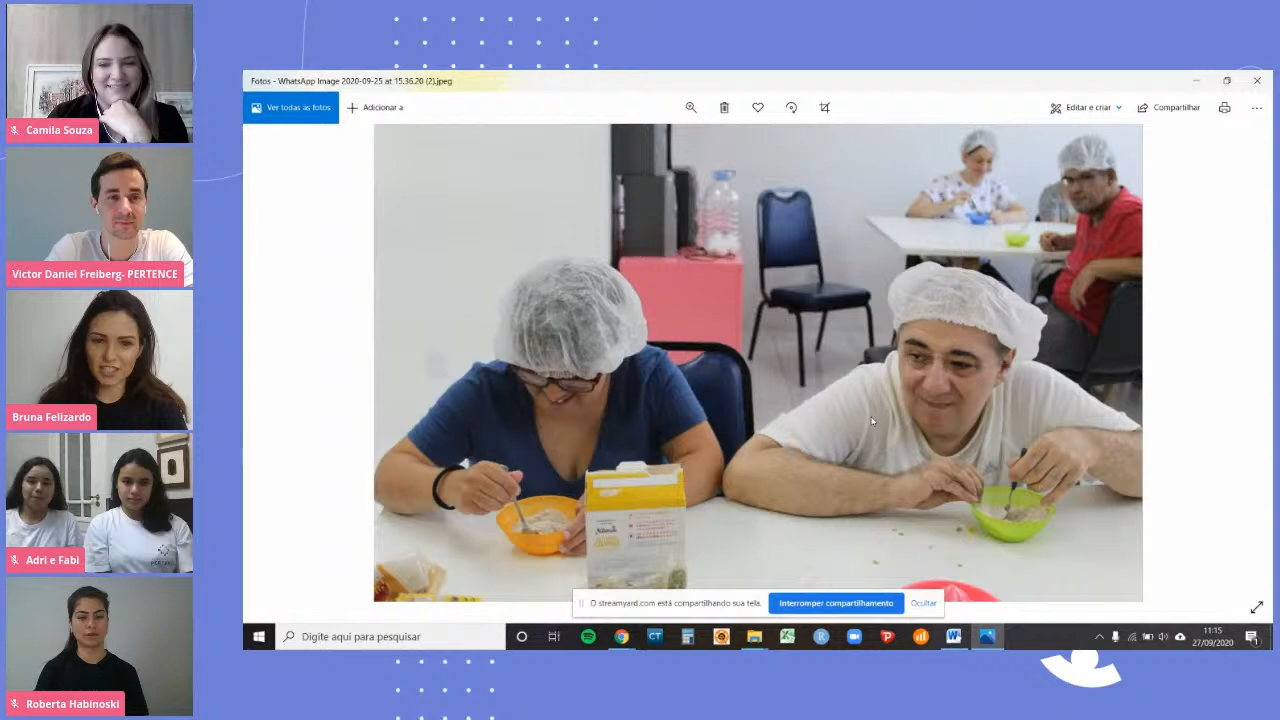 Camila Souza
Victor Daniel Freiberg- PERTENCE
Bruna Felizardo
Adri e Fabi
Roberta Habinoski
Fotos - WhatsApp Image 2020-09-25 at 15.36.20 (2).jpeg
Ver todas as fotos
Adicionar a
Editar e criar
Compartilhar
O streamyard.com está compartilhando sua tela.
Interromper compartilhamento
Ocultar
Digite aqui para pesquisar
CT
11:15
27/09/2020